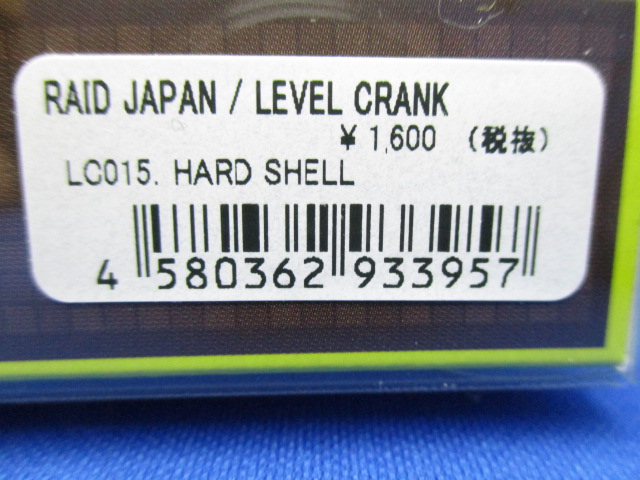 RAID JAPAN / LEVEL CRANK
¥ 1,600 (税抜)
LC015. HARD SHELL
4 580362 933957